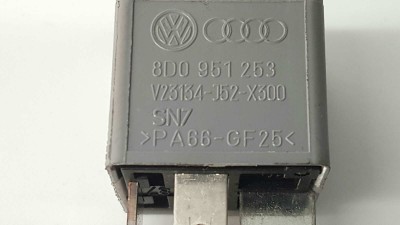 8D0 951 253
V23134-J52-X300
SN7
>PA66-GF25<